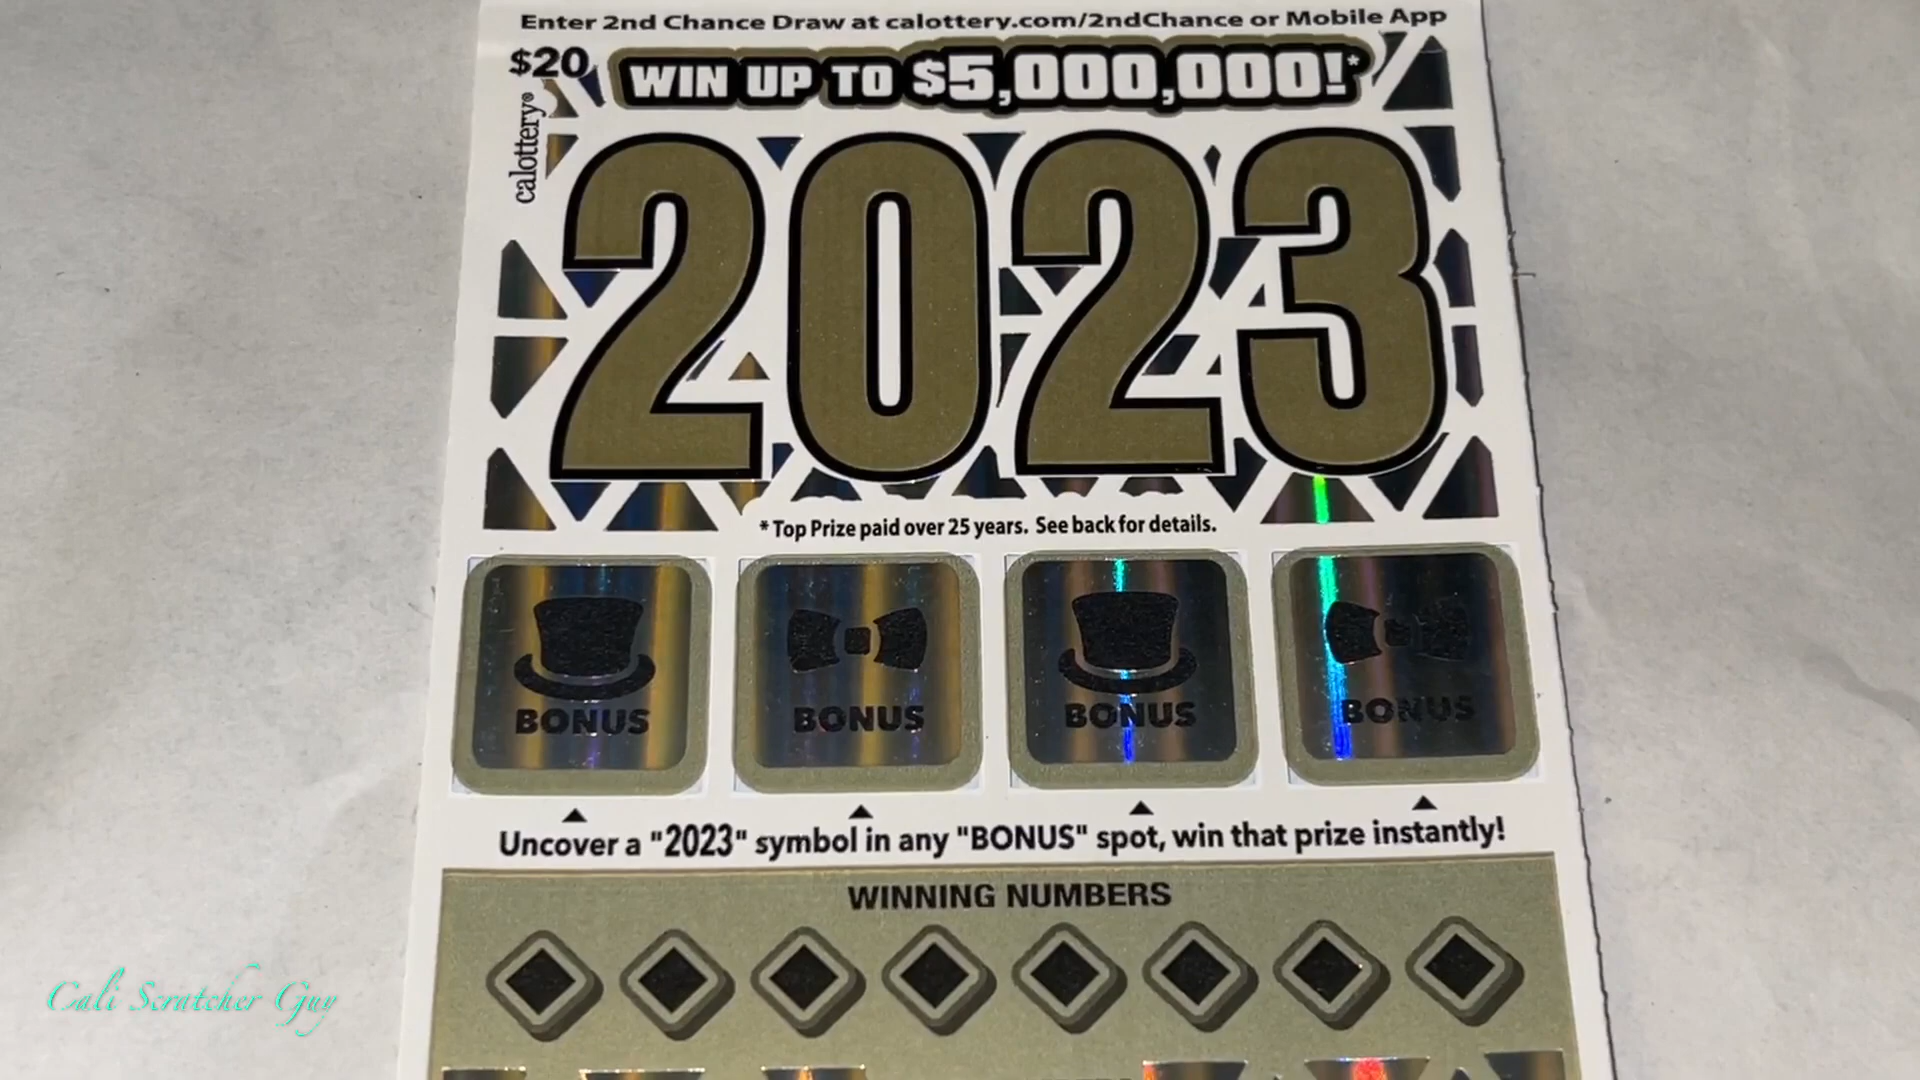 Enter 2nd Chance Draw at calottery.com/2ndChance or Mobile App
$20
WIN UP TO $5,000,000!*
calottery®
2023
*Top Prize paid over 25 years. See back for details.
BONUS
BONUS
BONUS
BONUS
Uncover a "2023" symbol in any "BONUS" spot, win that prize instantly!
WINNING NUMBERS
Cali Scratcher Guy